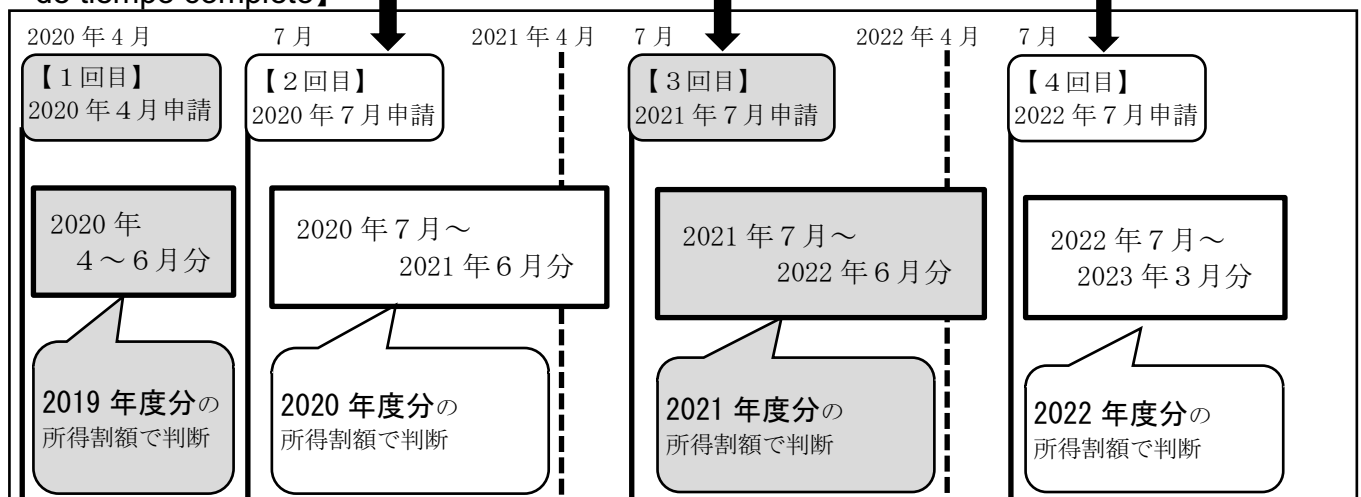 de tiempo completo】
2020 年 4 月
7 月
2021 年 4 月
7 月
2022 年 4 月
7 月
【１回目】
2020 年４月申請
【２回目】
2020 年７月申請
【３回目】
2021 年７月申請
【４回目】
2022 年７月申請
2020 年
４～６月分
2020 年７月～
2021 年６月分
2021 年７月～
2022 年６月分
2022 年７月～
2023 年３月分
2019 年度分の
所得割額で判断
2020 年度分の
所得割額で判断
2021 年度分の
所得割額で判断
2022 年度分の
所得割額で判断